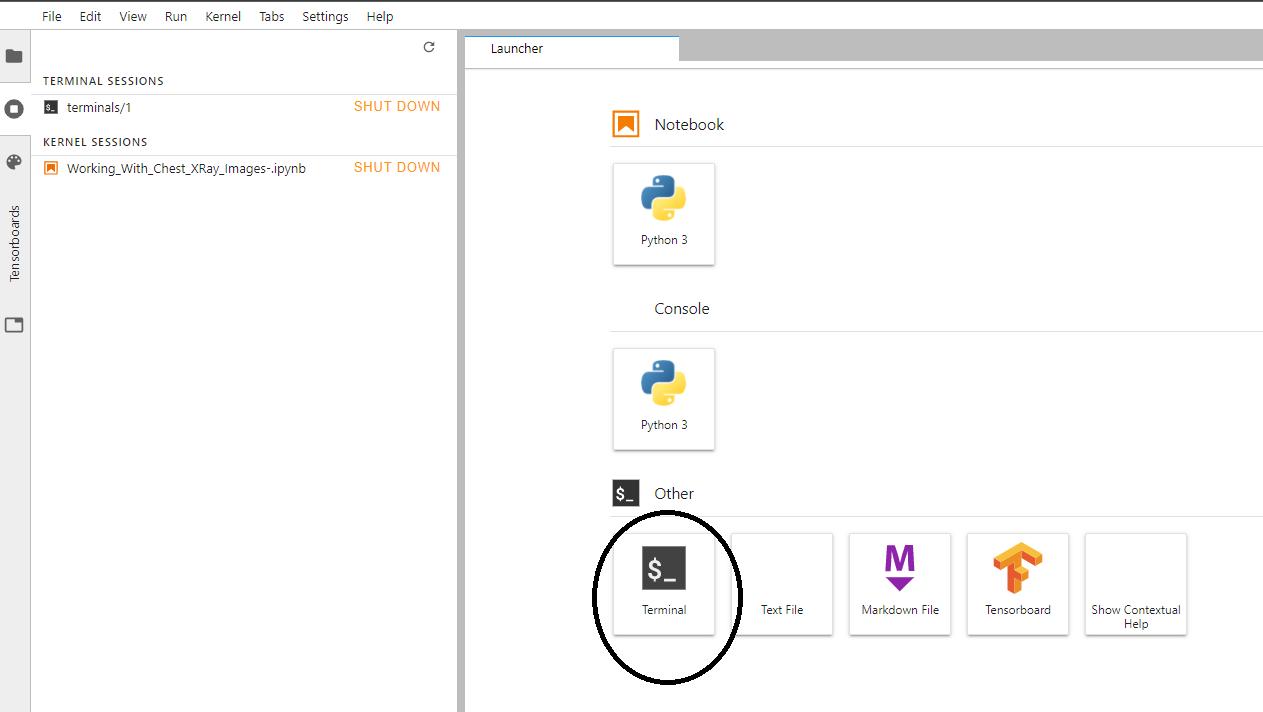 File Edit View Run Kernel Tabs Settings Help
Tensorboards
TERMINAL SESSIONS
$_ terminals/1 SHUT DOWN
KERNEL SESSIONS
Working_With_Chest_XRay_Images-.ipynb SHUT DOWN
Launcher
Notebook
Python 3
Console
Python 3
$_ Other
$_
Terminal
Text File
M
Markdown File
Tensorboard
Show Contextual
Help